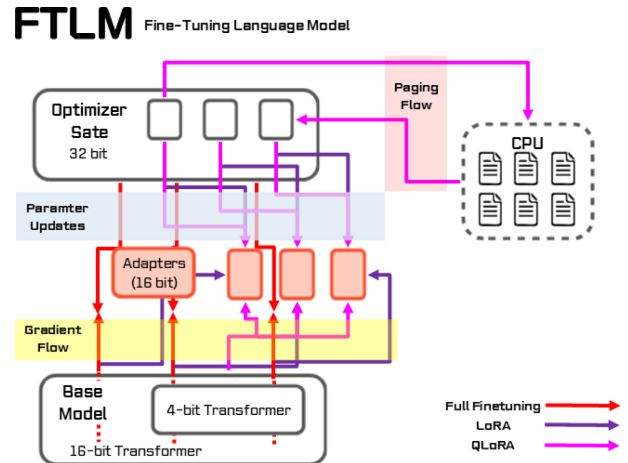 FTLM Fine-Tuning Language Model
Paging
Flow
Optimizer
Sate
32 bit
CPU
Paramter
Updates
Adapters
(16 bit)
Gradient
Flow
Base
Model
4-bit Transformer
16-bit Transformer
Full Finetuning
LoRA
QLoRA